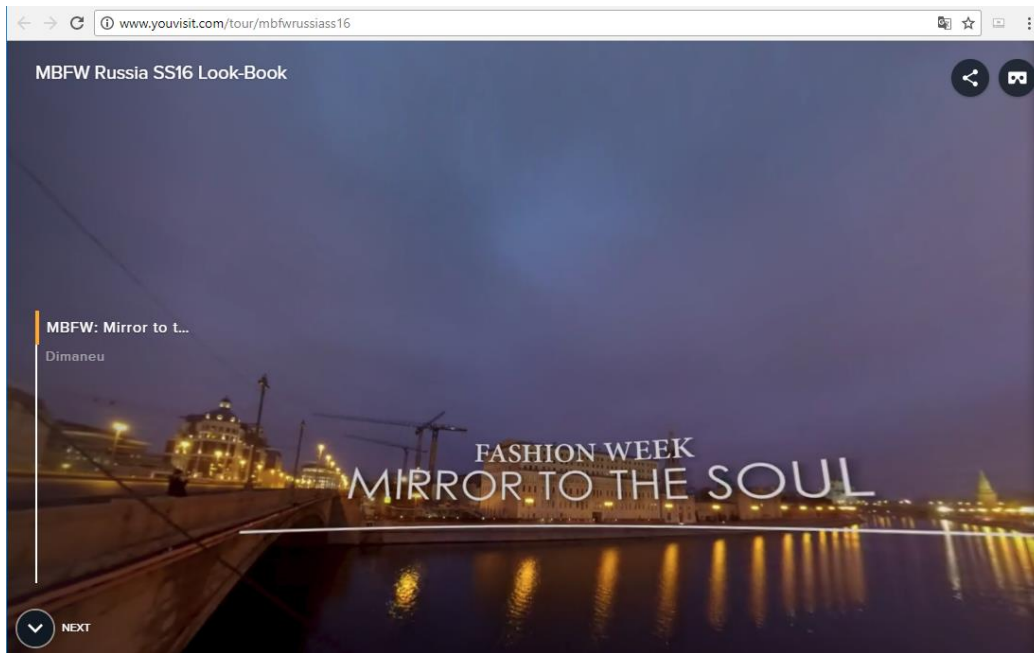 www.youvisit.com/tour/mbfwrussiass16
MBFW Russia SS16 Look-Book
MBFW: Mirror to t...
Dimaneu
FASHION WEEK
MIRROR TO THE SOUL
NEXT